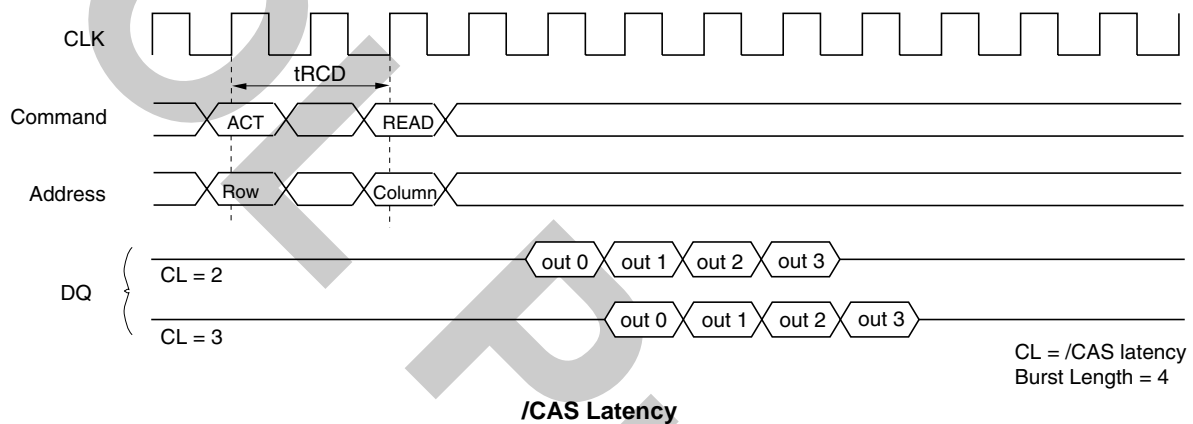 CLK
tRCD
Command ACT READ
Address Row Column
out 0 out 1 out 2 out 3
CL = 2
DQ
out 0 out 1 out 2 out 3
CL = 3
CL = /CAS latency
Burst Length = 4
/CAS Latency